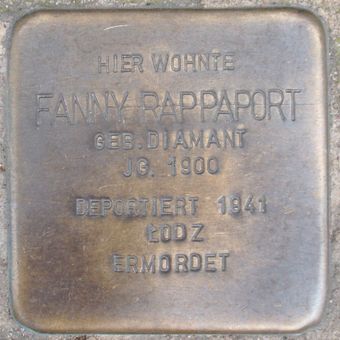 HIER WOHNTE
FANNY RAPPAPORT
GEB. DIAMANT
JG. 1900
DEPORTIERT 1941
ŁODZ
ERMORDET